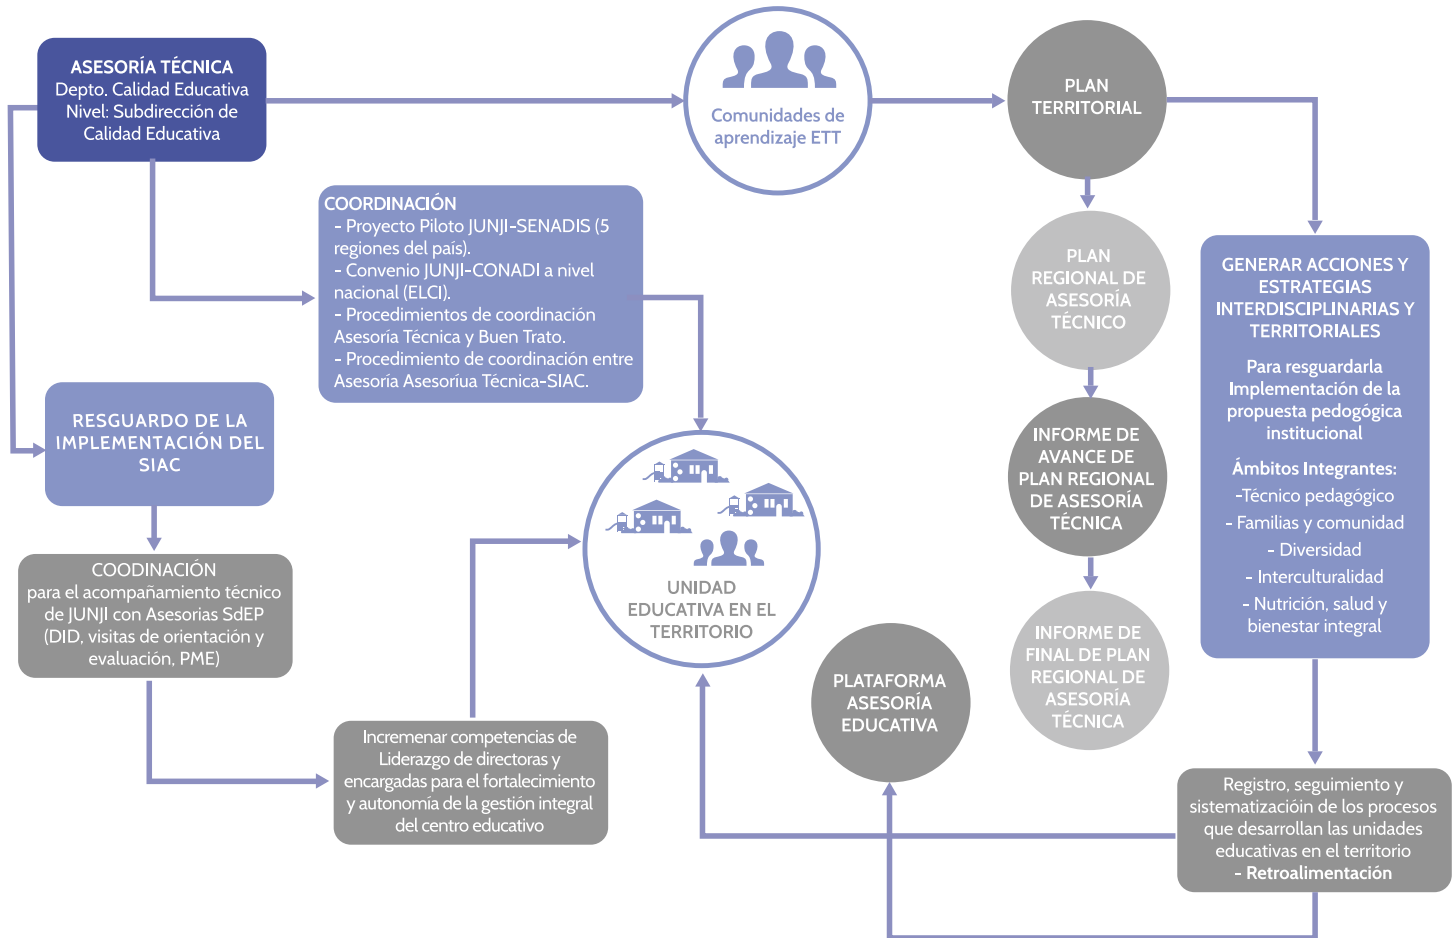 ASESORÍA TÉCNICA
Depto. Calidad Educativa
Nivel: Subdirección de
Calidad Educativa
Comunidades de
aprendizaje ETT
PLAN
TERRITORIAL
COORDINACIÓN
- Proyecto Piloto JUNJI-SENADIS (5
regiones del país).
- Convenio JUNJI-CONADI a nivel
nacional (ELCI).
- Procedimientos de coordinación
Asesoría Técnica y Buen Trato.
- Procedimiento de coordinación entre
Asesoría Asesoríua Técnica-SIAC.
PLAN
REGIONAL DE
ASESORÍA
TÉCNICO
GENERAR ACCIONES Y
ESTRATEGIAS
INTERDISCIPLINARIAS Y
TERRITORIALES
Para resguardarla
Implementación de la
propuesta pedogógica
institucional
Ámbitos Integrantes:
-Técnico pedagógico
- Familias y comunidad
- Diversidad
- Interculturalidad
- Nutrición, salud y
bienestar integral
RESGUARDO DE LA
IMPLEMENTACIÓN DEL
SIAC
INFORME DE
AVANCE DE
PLAN REGIONAL
DE ASESORÍA
TÉCNICA
COODINACIÓN
para el acompañamiento técnico
de JUNJI con Asesorias SdEP
(DID, visitas de orientación y
evaluación, PME)
UNIDAD
EDUCATIVA EN EL
TERRITORIO
INFORME DE
FINAL DE PLAN
REGIONAL DE
ASESORÍA
TÉCNICA
PLATAFORMA
ASESORÍA
EDUCATIVA
Incremenar competencias de
Liderazgo de directoras y
encargadas para el fortalecimiento
y autonomía de la gestión integral
del centro educativo
Registro, seguimiento y
sistematizacióin de los procesos
que desarrollan las unidades
educativas en el territorio
- Retroalimentación